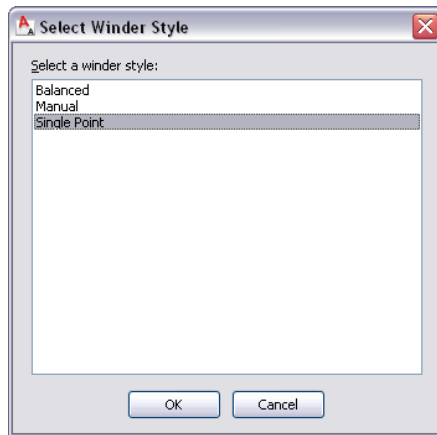 Select Winder Style
Select a winder style:
Balanced
Manual
Single Point
OK
Cancel